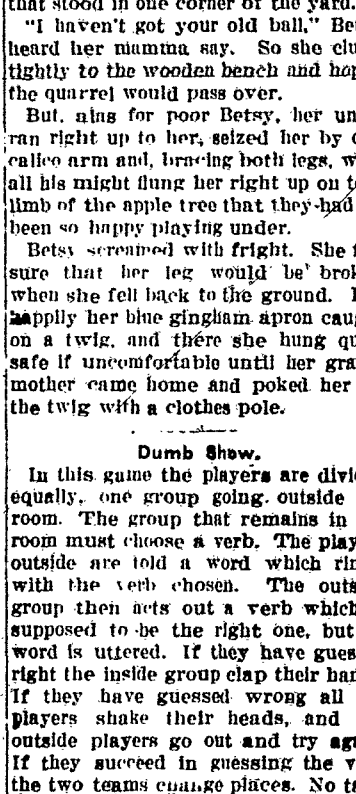 that stood in one corner of the yard.
"I haven't got your old ball," Be
heard her mamma say. So she clu
tightly to the wooden bench and hop
the quarrel would pass over.
But, alas for poor Betsy, her un
ran right up to her, seized her by
calico arm and, bracing both legs, w
all his might flung her right up on
limb of the apple tree that they had
been so happy playing under.
Betsy screamed with fright. She f
sure that her leg would be brok
when she fell back to the ground.
happily her blue gingham apron cau
on a twig, and there she hung qu
safe if uncomfortable until her gra
mother came home and poked her
the twig with a clothes pole.
Dumb Show.
In this game the players are divi
equally, one group going outside
room. The group that remains in
room must choose a verb. The play
outside are told a word which rim
with the verb chosen. The outs
group then acts out a verb which
supposed to be the right one, but
word is uttered. If they have gues
right the inside group clap their han
If they have guessed wrong all
players shake their heads, and
outside players go out and try aga
If they succeed in guessing the v
the two teams change places. No ta